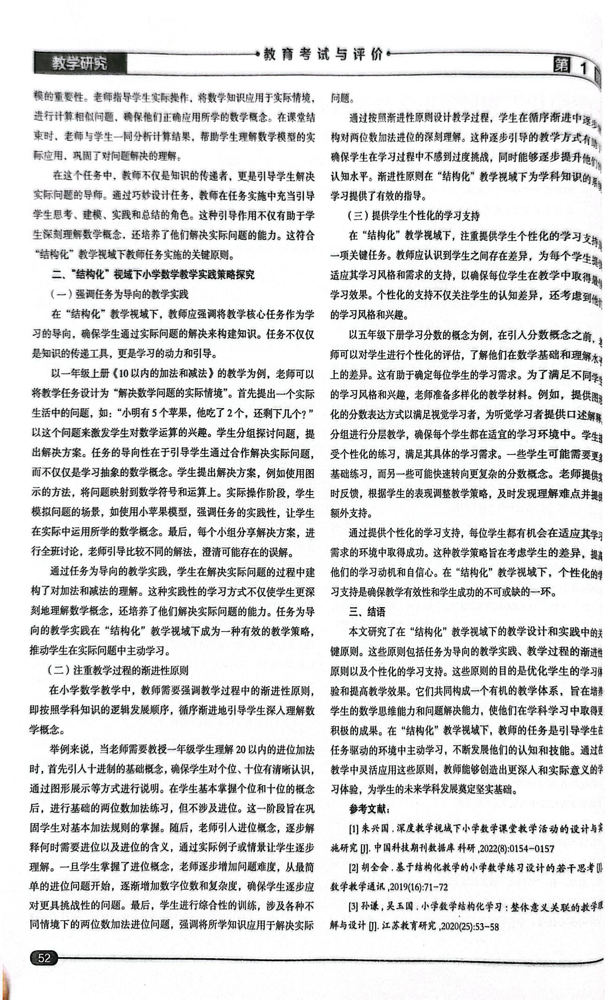 教学研究
教育考试与评价
第 1
模的重要性。老师指导学生实际操作，将数学知识应用于实际情境，
进行计算相似问题，确保他们正确应用所学的数学概念。在课堂结
束时，老师与学生一同分析计算结果，帮助学生理解数学模型的实
际应用，巩固了对问题解决的理解。
在这个任务中，教师不仅是知识的传递者，更是引导学生解决
实际问题的导师。通过巧妙设计任务，教师在任务实施中充当引导
学生思考、建模、实践和总结的角色。这种引导作用不仅有助于学
生深刻理解数学概念，还培养了他们解决实际问题的能力。这符合
“结构化”教学视域下教师任务实施的关键原则。
二、“结构化”视域下小学数学教学实践策略探究
（一）强调任务为导向的教学实践
在“结构化”教学视域下，教师应强调将教学核心任务作为学
习的导向，确保学生通过实际问题的解决来构建知识。任务不仅仅
是知识的传递工具，更是学习的动力和引导。
以一年级上册《10以内的加法和减法》的教学为例，老师可以
将教学任务设计为“解决数学问题的实际情境”。首先提出一个实际
生活中的问题，如：“小明有5个苹果，他吃了2个，还剩下几个？”
以这个问题来激发学生对数学运算的兴趣。学生分组探讨问题，提
出解决方案。任务的导向性在于引导学生通过合作解决实际问题，
而不仅仅是学习抽象的数学概念。学生提出解决方案，例如使用图
示的方法，将问题映射到数学符号和运算上。实际操作阶段，学生
模拟问题的场景，如使用小苹果模型，强调任务的实践性，让学生
在实际中运用所学的数学概念。最后，每个小组分享解决方案，进
行全班讨论，老师引导比较不同的解法，澄清可能存在的误解。
通过任务为导向的教学实践，学生在解决实际问题的过程中建
构了对加法和减法的理解。这种实践性的学习方式不仅使学生更深
刻地理解数学概念，还培养了他们解决实际问题的能力。任务为导
向的教学实践在“结构化”教学视域下成为一种有效的教学策略，
推动学生在实际问题中主动学习。
（二）注重教学过程的渐进性原则
在小学数学教学中，教师需要强调教学过程中的渐进性原则，
即按照学科知识的逻辑发展顺序，循序渐进地引导学生深入理解数
学概念。
举例来说，当老师需要教授一年级学生理解20以内的进位加法
时，首先引入十进制的基础概念，确保学生对个位、十位有清晰认识，
通过图形展示等方式进行说明。在学生基本掌握个位和十位的概念
后，进行基础的两位数加法练习，但不涉及进位。这一阶段旨在巩
固学生对基本加法规则的掌握。随后，老师引入进位概念，逐步解
释何时需要进位以及进位的含义，通过实际例子或情景让学生逐步
理解。一旦学生掌握了进位概念，老师逐步增加问题难度，从最简
单的进位问题开始，逐渐增加数字位数和复杂度，确保学生逐步应
对更具挑战性的问题。最后，学生进行综合性的训练，涉及各种不
同情境下的两位数加法进位问题，强调将所学知识应用于解决实际
52
问题。
通过按照渐进性原则设计教学过程，学生在循序渐进中逐步
构对两位数加法进位的深刻理解。这种逐步引导的教学方式有助
确保学生在学习过程中不感到过度挑战，同时能够逐步提升他们的
认知水平。渐进性原则在“结构化”教学视域下为学科知识的系统
学习提供了有效的指导。
（三）提供学生个性化的学习支持
在“结构化”教学视域下，注重提供学生个性化的学习支持是
一项关键任务。教师应认识到学生之间存在差异，为每个学生提供
适应其学习风格和需求的支持，以确保每位学生在教学中取得最佳
学习效果。个性化的支持不仅关注学生的认知差异，还考虑到他们
的学习风格和兴趣。
以五年级下册学习分数的概念为例，在引入分数概念之前，老
师可以对学生进行个性化的评估，了解他们在数学基础和理解水平
上的差异。这有助于确定每位学生的学习需求。为了满足不同学生
的学习风格和兴趣，老师准备多样化的教学材料。例如，提供图形
化的分数表达方式以满足视觉学习者，为听觉学习者提供口述解释。
分组进行分层教学，确保每个学生都在适宜的学习环境中。学生接
受个性化的练习，满足其具体的学习需求。一些学生可能需要更多
基础练习，而另一些可能快速转向更复杂的分数概念。老师提供实
时反馈，根据学生的表现调整教学策略，及时发现理解难点并提供
额外支持。
通过提供个性化的学习支持，每位学生都有机会在适应其学习
需求的环境中取得成功。这种教学策略旨在考虑学生的差异，提高
他们的学习动机和自信心。在“结构化”教学视域下，个性化的学
习支持是确保教学有效性和学生成功的不可或缺的一环。
三、结语
本文研究了在“结构化”教学视域下的教学设计和实践中的关
键原则。这些原则包括任务为导向的教学实践、教学过程的渐进性
原则以及个性化的学习支持。这些原则的目的是优化学生的学习体
验和提高教学效果。它们共同构成一个有机的教学体系，旨在培养
学生的数学思维能力和问题解决能力，使他们在学科学习中取得更
积极的成果。在“结构化”教学视域下，教师的任务是引导学生在
任务驱动的环境中主动学习，不断发展他们的认知和技能。通过在
教学中灵活应用这些原则，教师能够创造出更深入和实际意义的学
习体验，为学生的未来学科发展奠定坚实基础。
参考文献：
[1]朱兴国．深度教学视域下小学数学课堂教学活动的设计与实
施研究[J]．中国科技期刊数据库 科研,2022(8):0154-0157
[2]胡全会．基于结构化教学的小学数学练习设计的若干思考[J].
数学教学通讯,2019(16):71-72
[3]孙谦,吴玉国．小学数学结构化学习：整体意义关联的教学理
解与设计[J]．江苏教育研究,2020(25):53-58